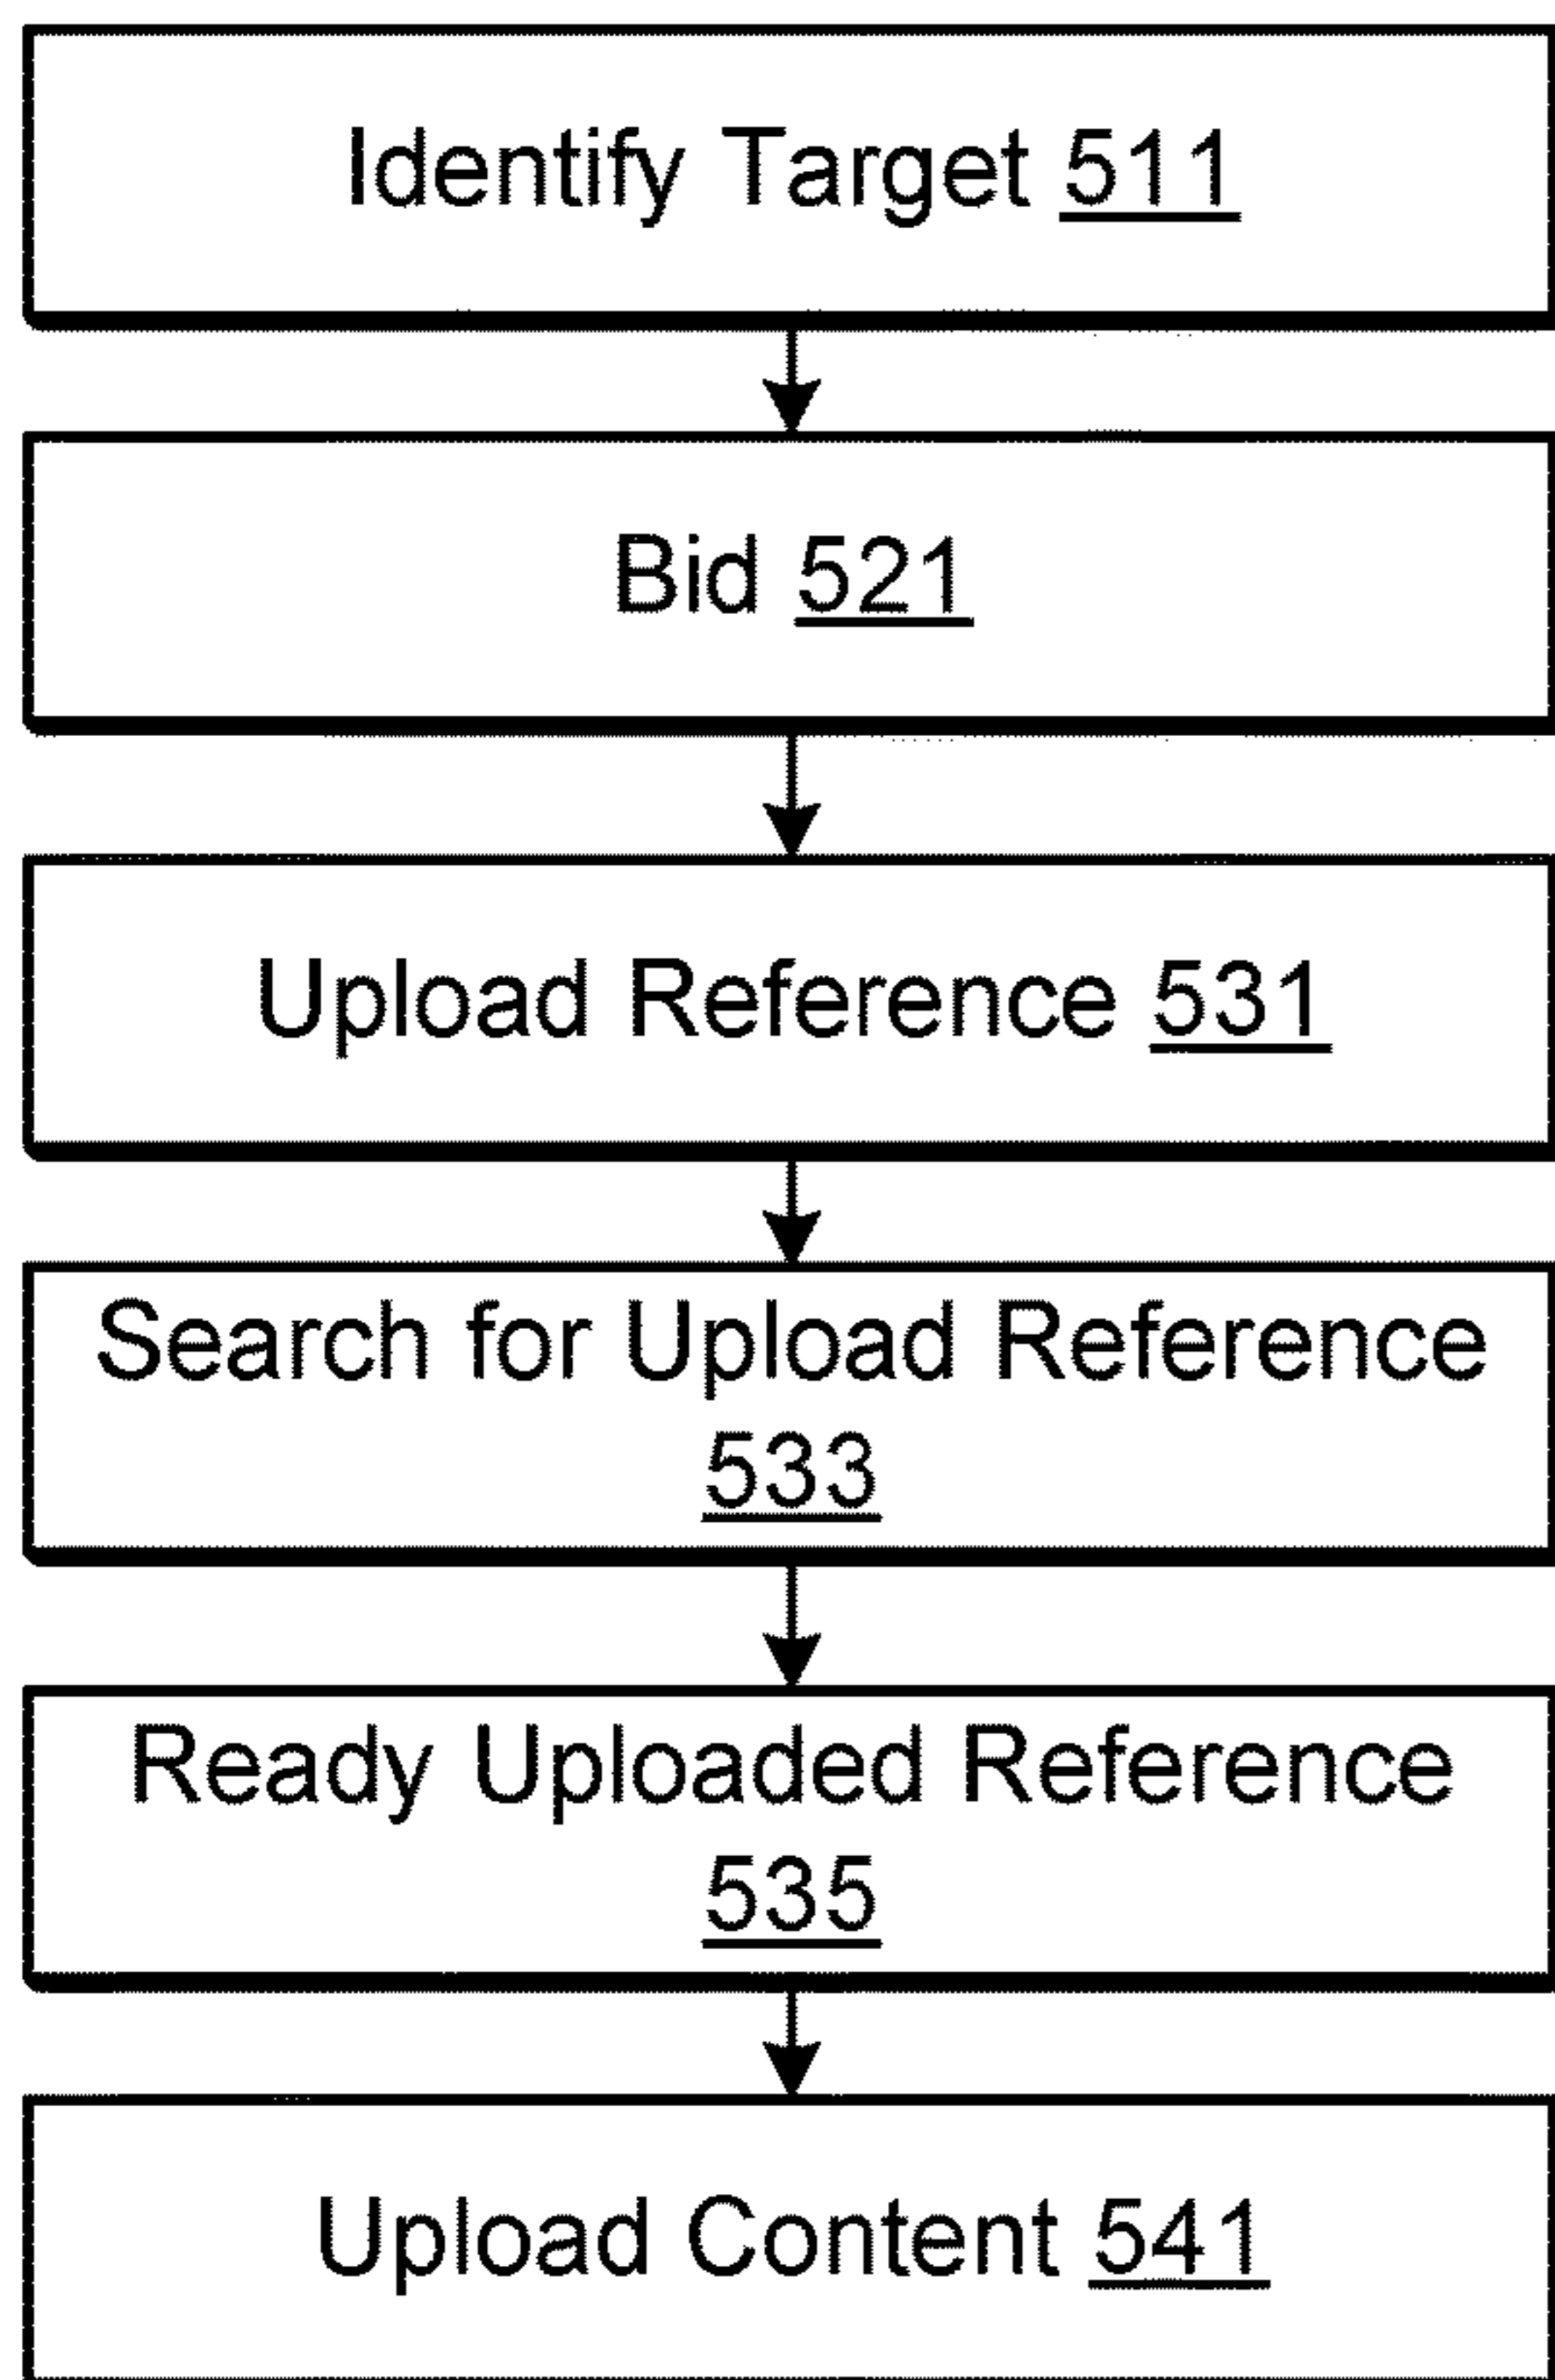 Identify Target 511
Bid 521
Upload Reference 531
Search for Upload Reference
533
Ready Uploaded Reference
535
Upload Content 541